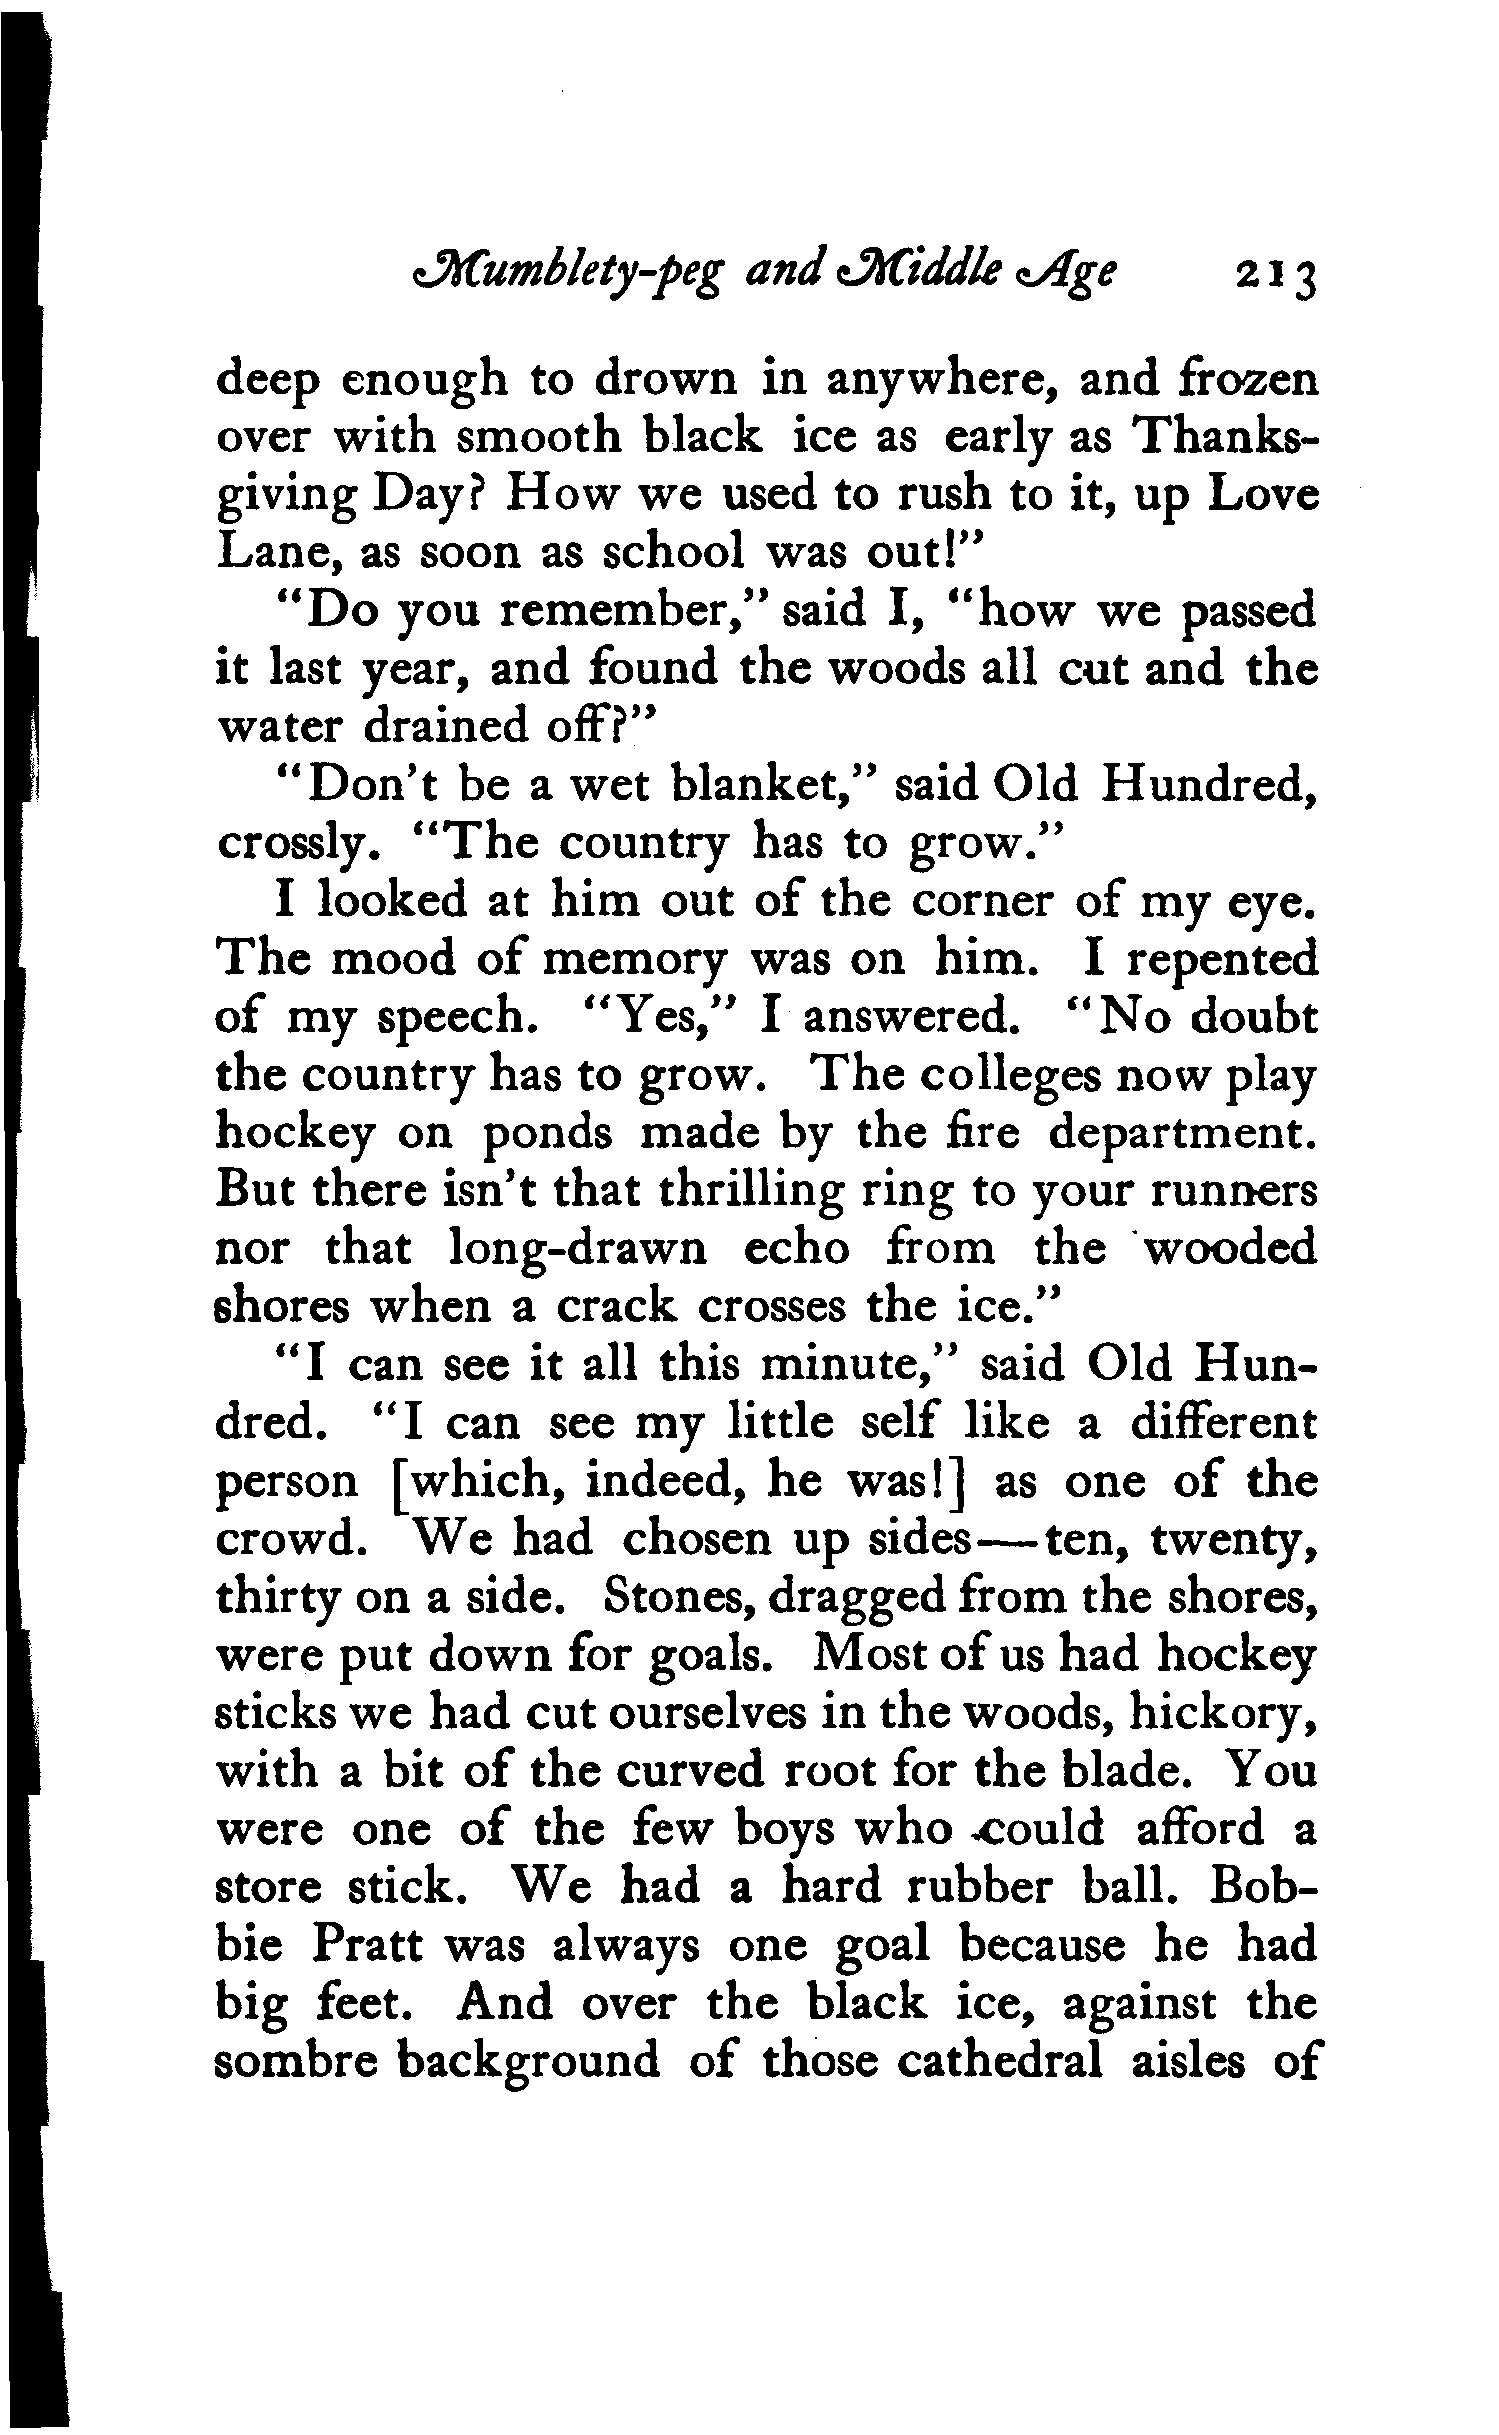 Mumblety-peg and Middle Age 213
deep enough to drown in anywhere, and frozen
over with smooth black ice as early as Thanks-
giving Day? How we used to rush to it, up Love
Lane, as soon as school was out!"
"Do you remember," said I, "how we passed
it last year, and found the woods all cut and the
water drained off?"
"Don't be a wet blanket," said Old Hundred,
crossly. "The country has to grow."
I looked at him out of the corner of my eye.
The mood of memory was on him. I repented
of my speech. "Yes," I answered. "No doubt
the country has to grow. The colleges now play
hockey on ponds made by the fire department.
But there isn't that thrilling ring to your runners
nor that long-drawn echo from the wooded
shores when a crack crosses the ice."
"I can see it all this minute," said Old Hun-
dred. "I can see my little self like a different
person [which, indeed, he was!] as one of the
crowd. We had chosen up sides—ten, twenty,
thirty on a side. Stones, dragged from the shores,
were put down for goals. Most of us had hockey
sticks we had cut ourselves in the woods, hickory,
with a bit of the curved root for the blade. You
were one of the few boys who could afford a
store stick. We had a hard rubber ball. Bob-
bie Pratt was always one goal because he had
big feet. And over the black ice, against the
sombre background of those cathedral aisles of